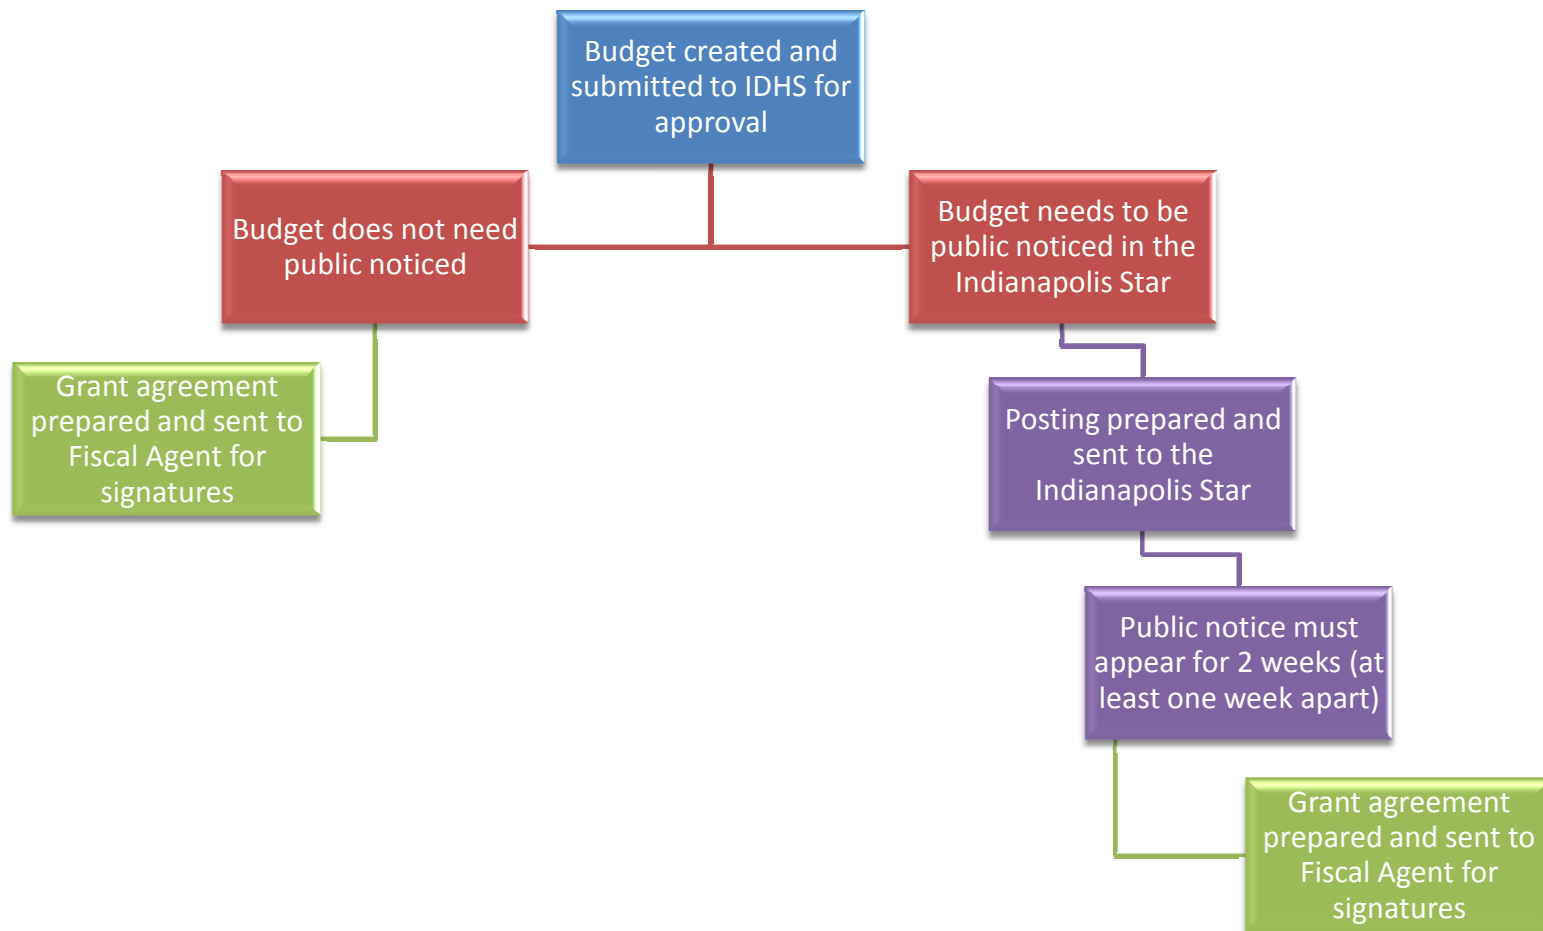 Budget created and
submitted to IDHS for
approval
Budget does not need
public noticed
Budget needs to be
public noticed in the
Indianapolis Star
Grant agreement
prepared and sent to
Fiscal Agent for
signatures
Posting prepared and
sent to the
Indianapolis Star
Public notice must
appear for 2 weeks (at
least one week apart)
Grant agreement
prepared and sent to
Fiscal Agent for
signatures